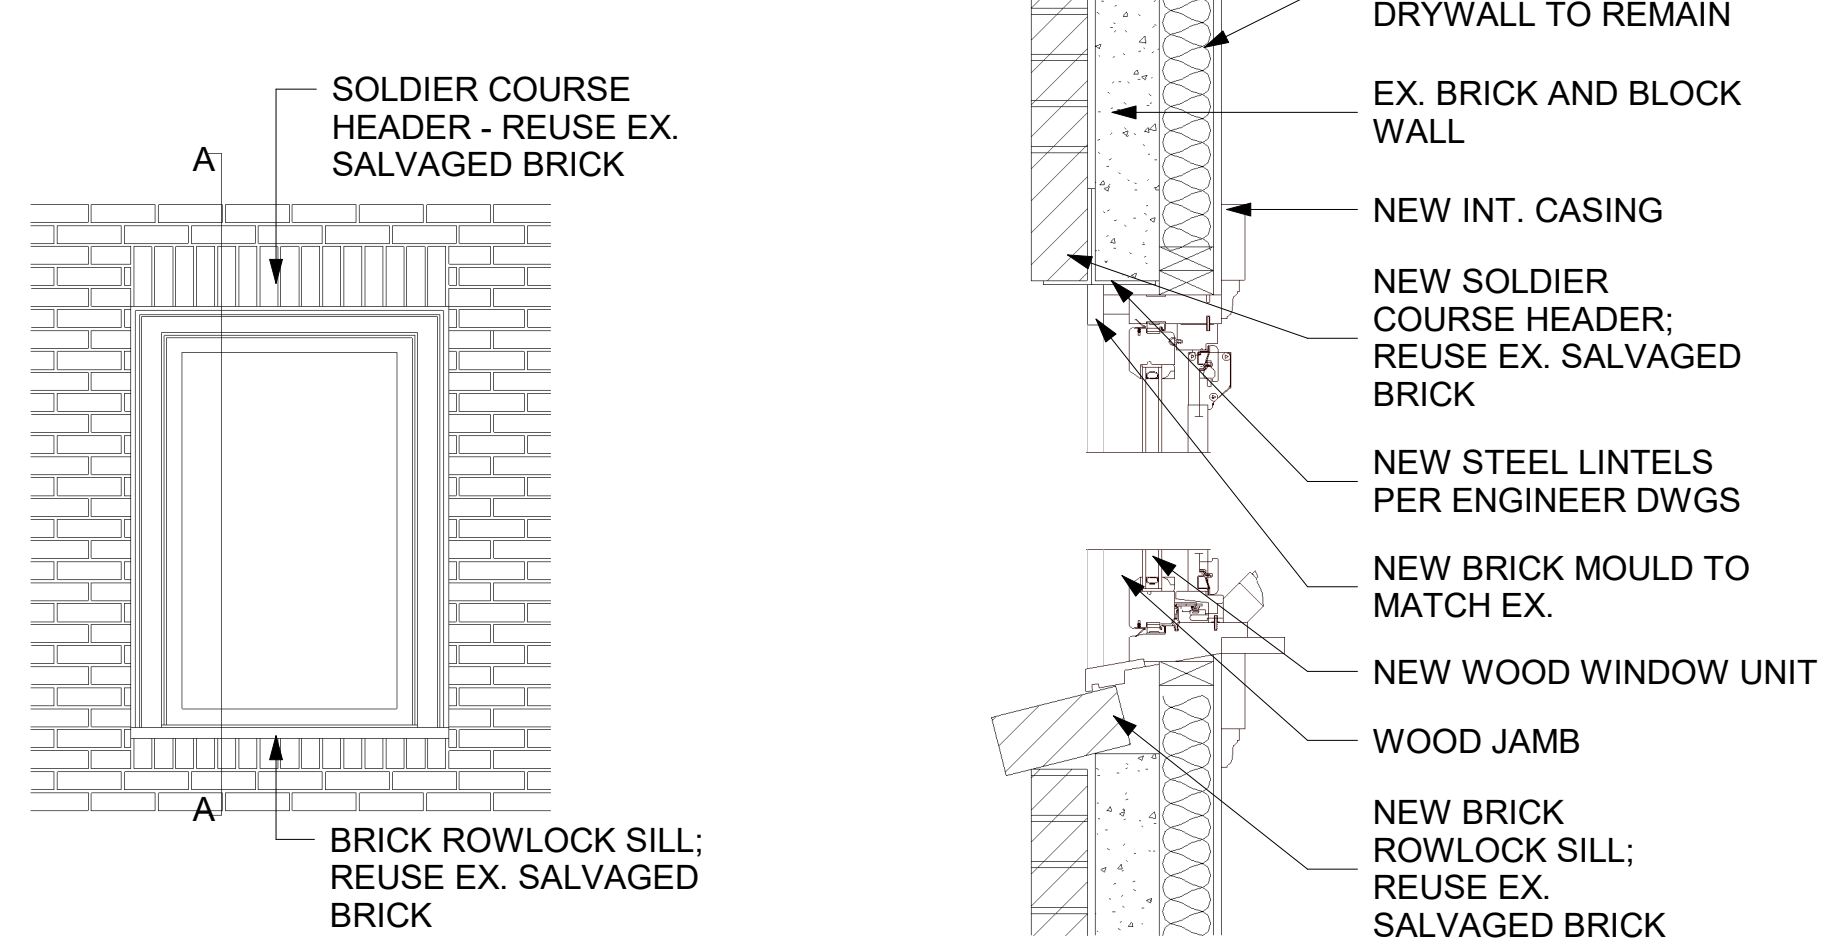 SOLDIER COURSE
HEADER - REUSE EX.
SALVAGED BRICK
A
A
BRICK ROWLOCK SILL;
REUSE EX. SALVAGED
BRICK
DRYWALL TO REMAIN
EX. BRICK AND BLOCK
WALL
NEW INT. CASING
NEW SOLDIER
COURSE HEADER;
REUSE EX. SALVAGED
BRICK
NEW STEEL LINTELS
PER ENGINEER DWGS
NEW BRICK MOULD TO
MATCH EX.
NEW WOOD WINDOW UNIT
WOOD JAMB
NEW BRICK
ROWLOCK SILL;
REUSE EX.
SALVAGED BRICK